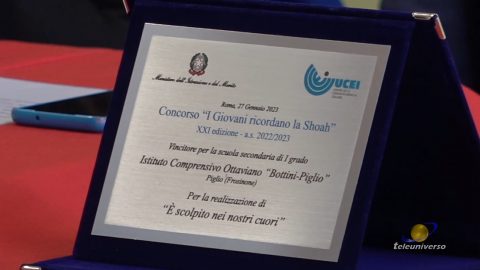 Ministero dell'Istruzione e del Merito
UCEI
Roma, 27 Gennaio 2023
Concorso "I Giovani ricordano la Shoah"
XXI edizione - a.s. 2022/2023
Vincitore per la scuola secondaria di I grado
Istituto Comprensivo Ottaviano "Bottini-Piglio"
Piglio (Frosinone)
Per la realizzazione di
"È scolpito nei nostri cuori"
teleuniverso